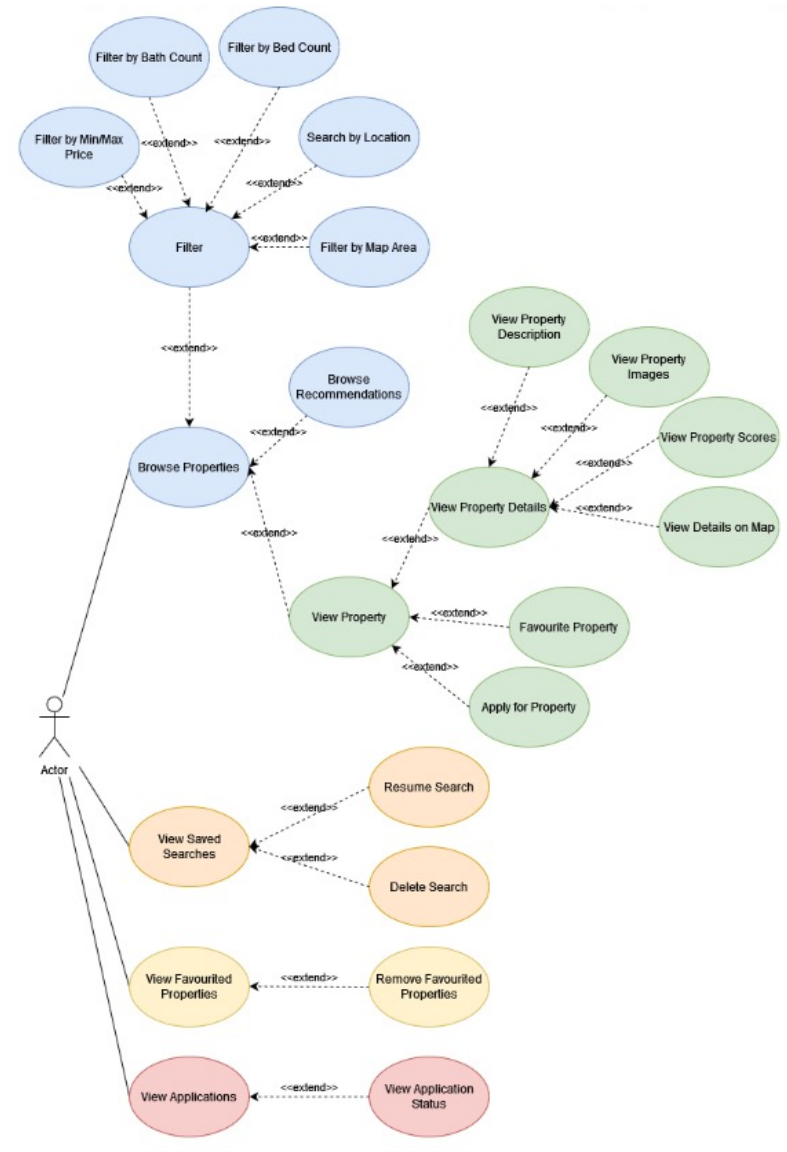 Filter by Bed Count
Filter by Bath Count
Filter by Min/Max
Price
<<extend>>
<<extend>>
Search by Location
<<extend>>
<<extend>>
Filter
<<extend>>
Filter by Map Area
<<extend>>
View Property
Description
View Property
Images
Browse
Recommendations
<<extend>>
<<extend>>
<<extend>>
View Property Scores
<<extend>>
Browse Properties
View Property Details
<<extend>>
View Details on Map
<<extend>>
<<extend>>
View Property
<<extend>>
Favourite Property
<<extend>>
Apply for Property
Actor
Resume Search
<<extend>>
View Saved
Searches
<<extend>>
Delete Search
View Favourited
Properties
<<extend>>
Remove Favourited
Properties
View Applications
<<extend>>
View Application
Status